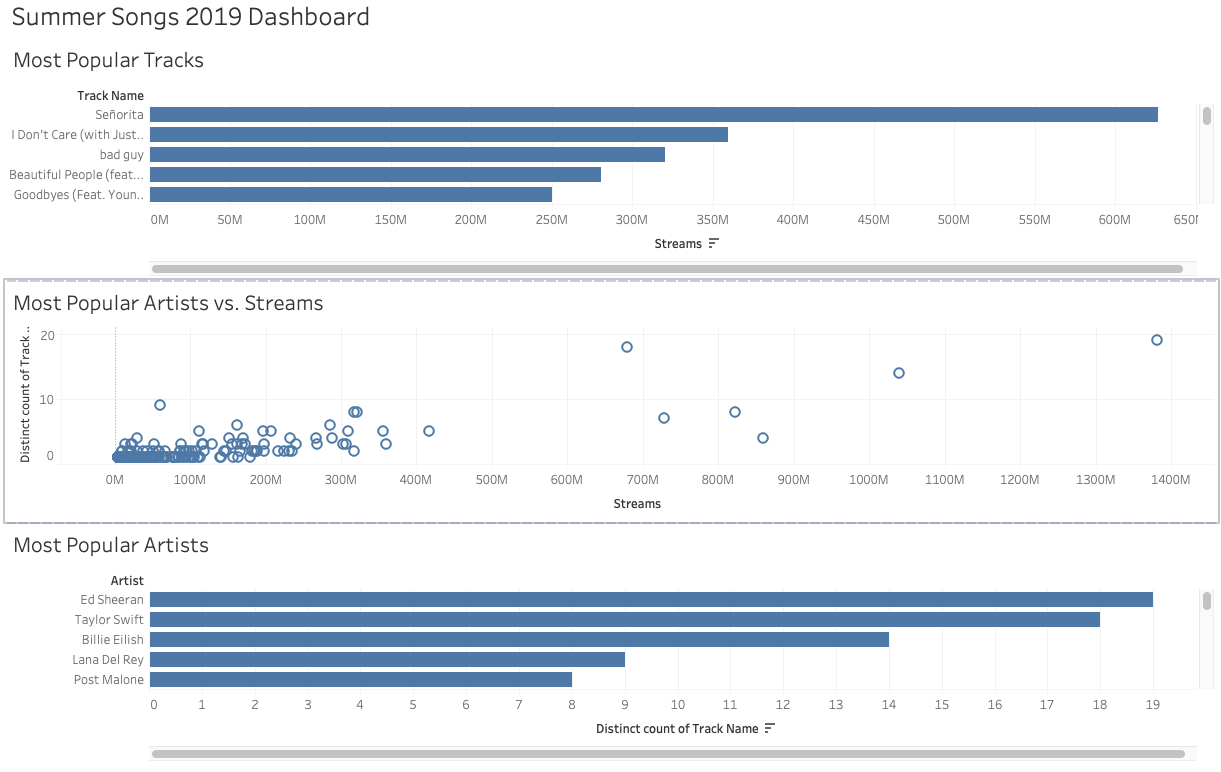 Summer Songs 2019 Dashboard
Most Popular Tracks
Track Name
Señorita
I Don't Care (with Just..
bad guy
Beautiful People (feat...
Goodbyes (Feat. Youn..
0M 50M 100M 150M 200M 250M 300M 350M 400M 450M 500M 550M 600M 650M
Streams
Most Popular Artists vs. Streams
Distinct count of Track ..
20
10
0
0M 100M 200M 300M 400M 500M 600M 700M 800M 900M 1000M 1100M 1200M 1300M 1400M
Streams
Most Popular Artists
Artist
Ed Sheeran
Taylor Swift
Billie Eilish
Lana Del Rey
Post Malone
0 1 2 3 4 5 6 7 8 9 10 11 12 13 14 15 16 17 18 19
Distinct count of Track Name